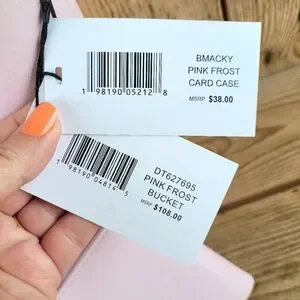 BMACKY
PINK FROST
CARD CASE
MSRP $38.00
1 98190 05212 8
DT627695
PINK FROST
BUCKET
MSRP $108.00
1 98190 04814 5